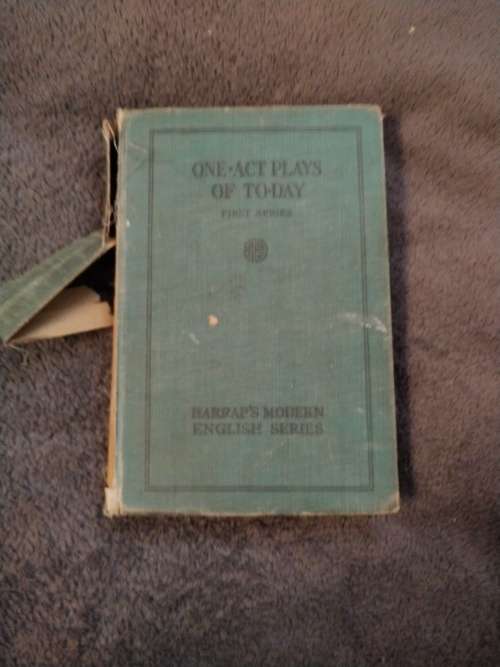 ONE-ACT PLAYS
OF TO-DAY
FIRST SERIES
HARRAP'S MODERN
ENGLISH SERIES